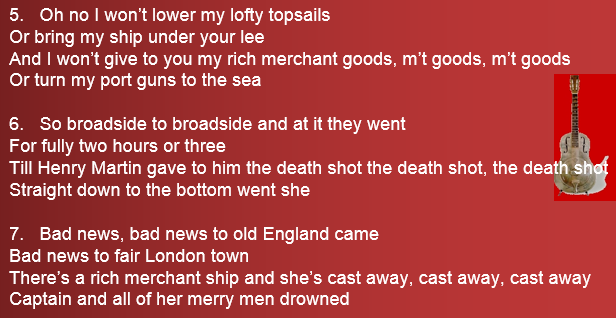 5. Oh no I won't lower my lofty topsails
Or bring my ship under your lee
And I won't give to you my rich merchant goods, m't goods, m't goods
Or turn my port guns to the sea
6. So broadside to broadside and at it they went
For fully two hours or three
Till Henry Martin gave to him the death shot the death shot, the death shot
Straight down to the bottom went she
7. Bad news, bad news to old England came
Bad news to fair London town
There's a rich merchant ship and she's cast away, cast away, cast away
Captain and all of her merry men drowned